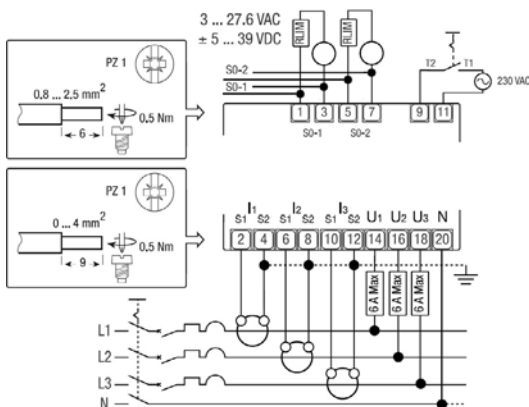 3 ... 27.6 VAC
± 5 ... 39 VDC
PZ 1
0,8 ... 2,5 mm²
6
0.5 Nm
RLIM
RLIM
S0-2
S0-1
T2 T1
230 VAC
1 3 5 7 9 11
S0-1 S0-2
PZ 1
0 ... 4 mm²
9
0.5 Nm
I1 I2 I3 U1 U2 U3 N
S1 S2 S1 S2 S1 S2
2 4 6 8 10 12 14 16 18 20
6 A Max 6 A Max 6 A Max
L1
L2
L3
N